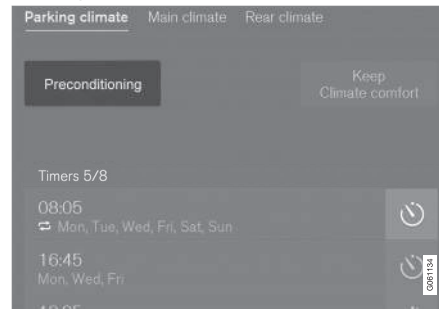 Parking climate Main climate Rear climate
Preconditioning
Keep
Climate comfort
Timers 5/8
08:05
Mon, Tue, Wed, Fri, Sat, Sun
16:45
Mon, Wed, Fri
G061134